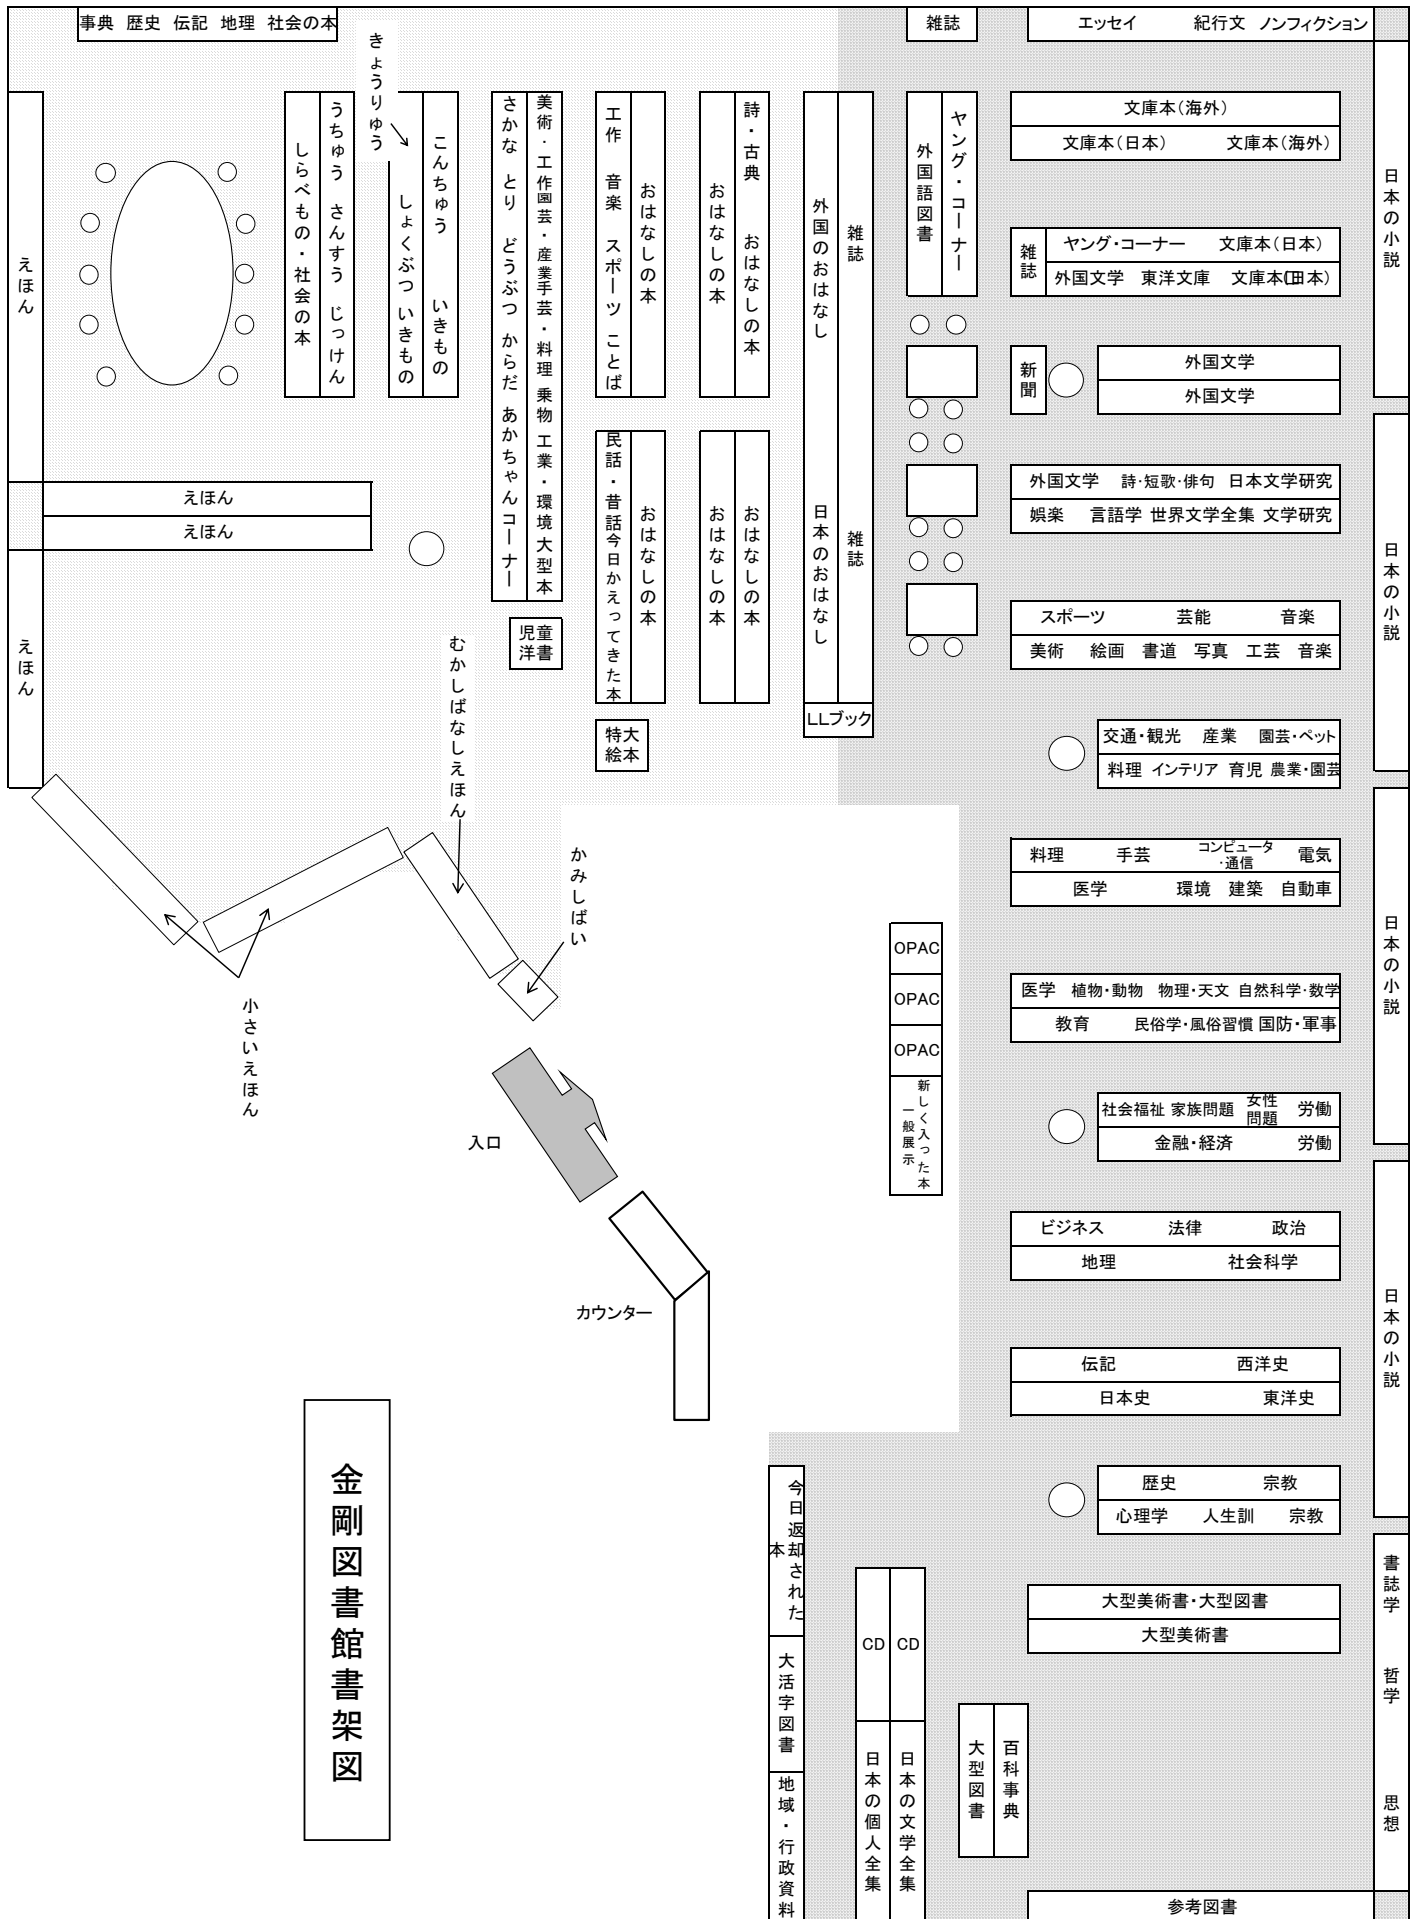 事典 歴史 伝記 地理 社会の本
雑誌
エッセイ 紀行文 ノンフィクション
きょうりゅう
えほん
しらべもの・社会の本
うちゅう さんすう じっけん
しょくぶつ いきもの
こんちゅう いきもの
さかな とり どうぶつ からだ あかちゃんコーナー
美術・工作 園芸・産業 手芸・料理 乗物 工業・環境 大型本
工作 音楽 スポーツ ことば
おはなしの本
おはなしの本
詩・古典 おはなしの本
外国のおはなし
雑誌
外国語図書
ヤング・コーナー
文庫本(海外)
文庫本(日本) 文庫本(海外)
日本の小説
雑誌
ヤング・コーナー 文庫本(日本)
外国文学 東洋文庫
新聞
外国文学
外国文学
えほん
えほん
民話・昔話 今日かえってきた本
おはなしの本
おはなしの本
おはなしの本
日本のおはなし
雑誌
外国文学 詩・短歌・俳句 日本文学研究
娯楽 言語学 世界文学全集 文学研究
日本の小説
児童洋書
えほん
むかしばなしえほん
スポーツ 芸能 音楽
美術 絵画 書道 写真 工芸 音楽
LLブック
特大絵本
交通・観光 産業 園芸・ペット
料理 インテリア 育児 農業・園芸
かみしばい
料理 手芸 コンピュータ・通信 電気
医学 環境 建築 自動車
日本の小説
OPAC
OPAC
OPAC
新しく入った本
一般展示
小さいえほん
医学 植物・動物 物理・天文 自然科学・数学
教育 民俗学・風俗習慣 国防・軍事
入口
社会福祉 家族問題 女性問題 労働
金融・経済 労働
カウンター
ビジネス 法律 政治
地理 社会科学
日本の小説
伝記 西洋史
日本史 東洋史
金剛図書館書架図
今日返却された本
歴史 宗教
心理学 人生訓 宗教
書誌学 哲学 思想
大型美術書・大型図書
大型美術書
CD
CD
大活字図書
地域・行政資料
日本の個人全集
日本の文学全集
大型図書
百科事典
参考図書